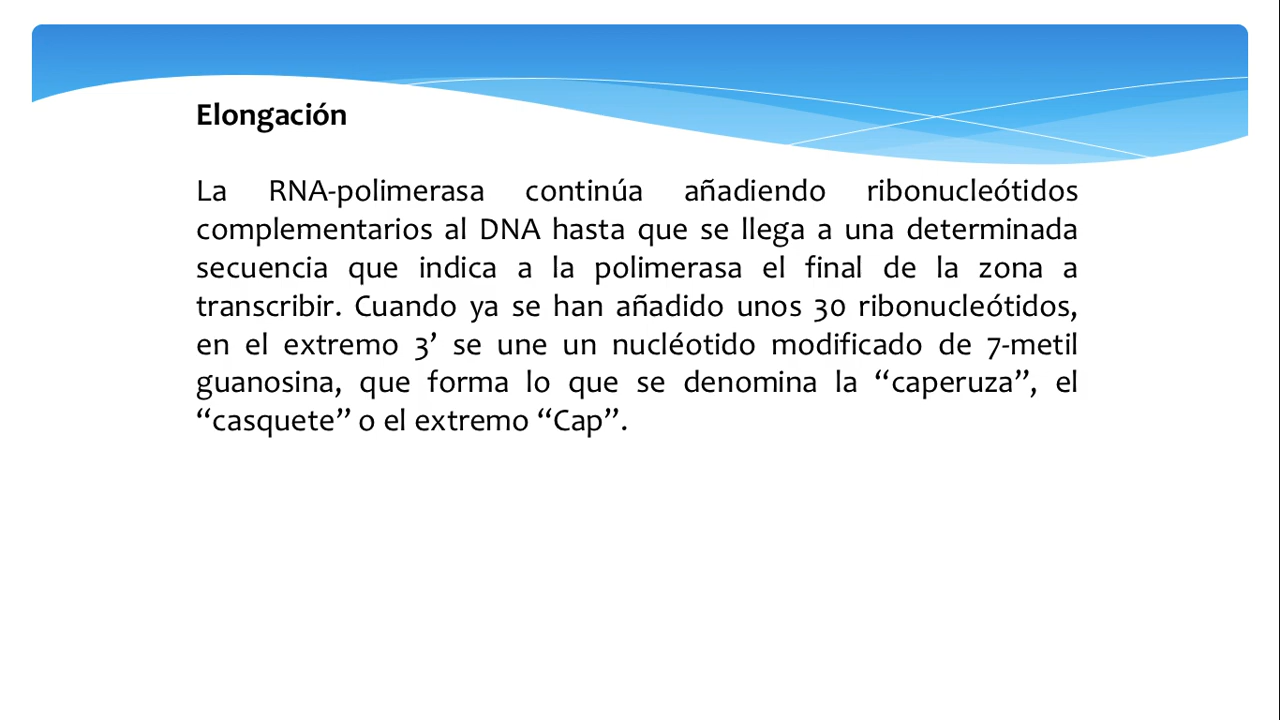 Elongación
La RNA-polimerasa continúa añadiendo ribonucleótidos
complementarios al DNA hasta que se llega a una determinada
secuencia que indica a la polimerasa el final de la zona a
transcribir. Cuando ya se han añadido unos 30 ribonucleótidos,
en el extremo 3’ se une un nucléotido modificado de 7-metil
guanosina, que forma lo que se denomina la “caperuza”, el
“casquete” o el extremo “Cap”.